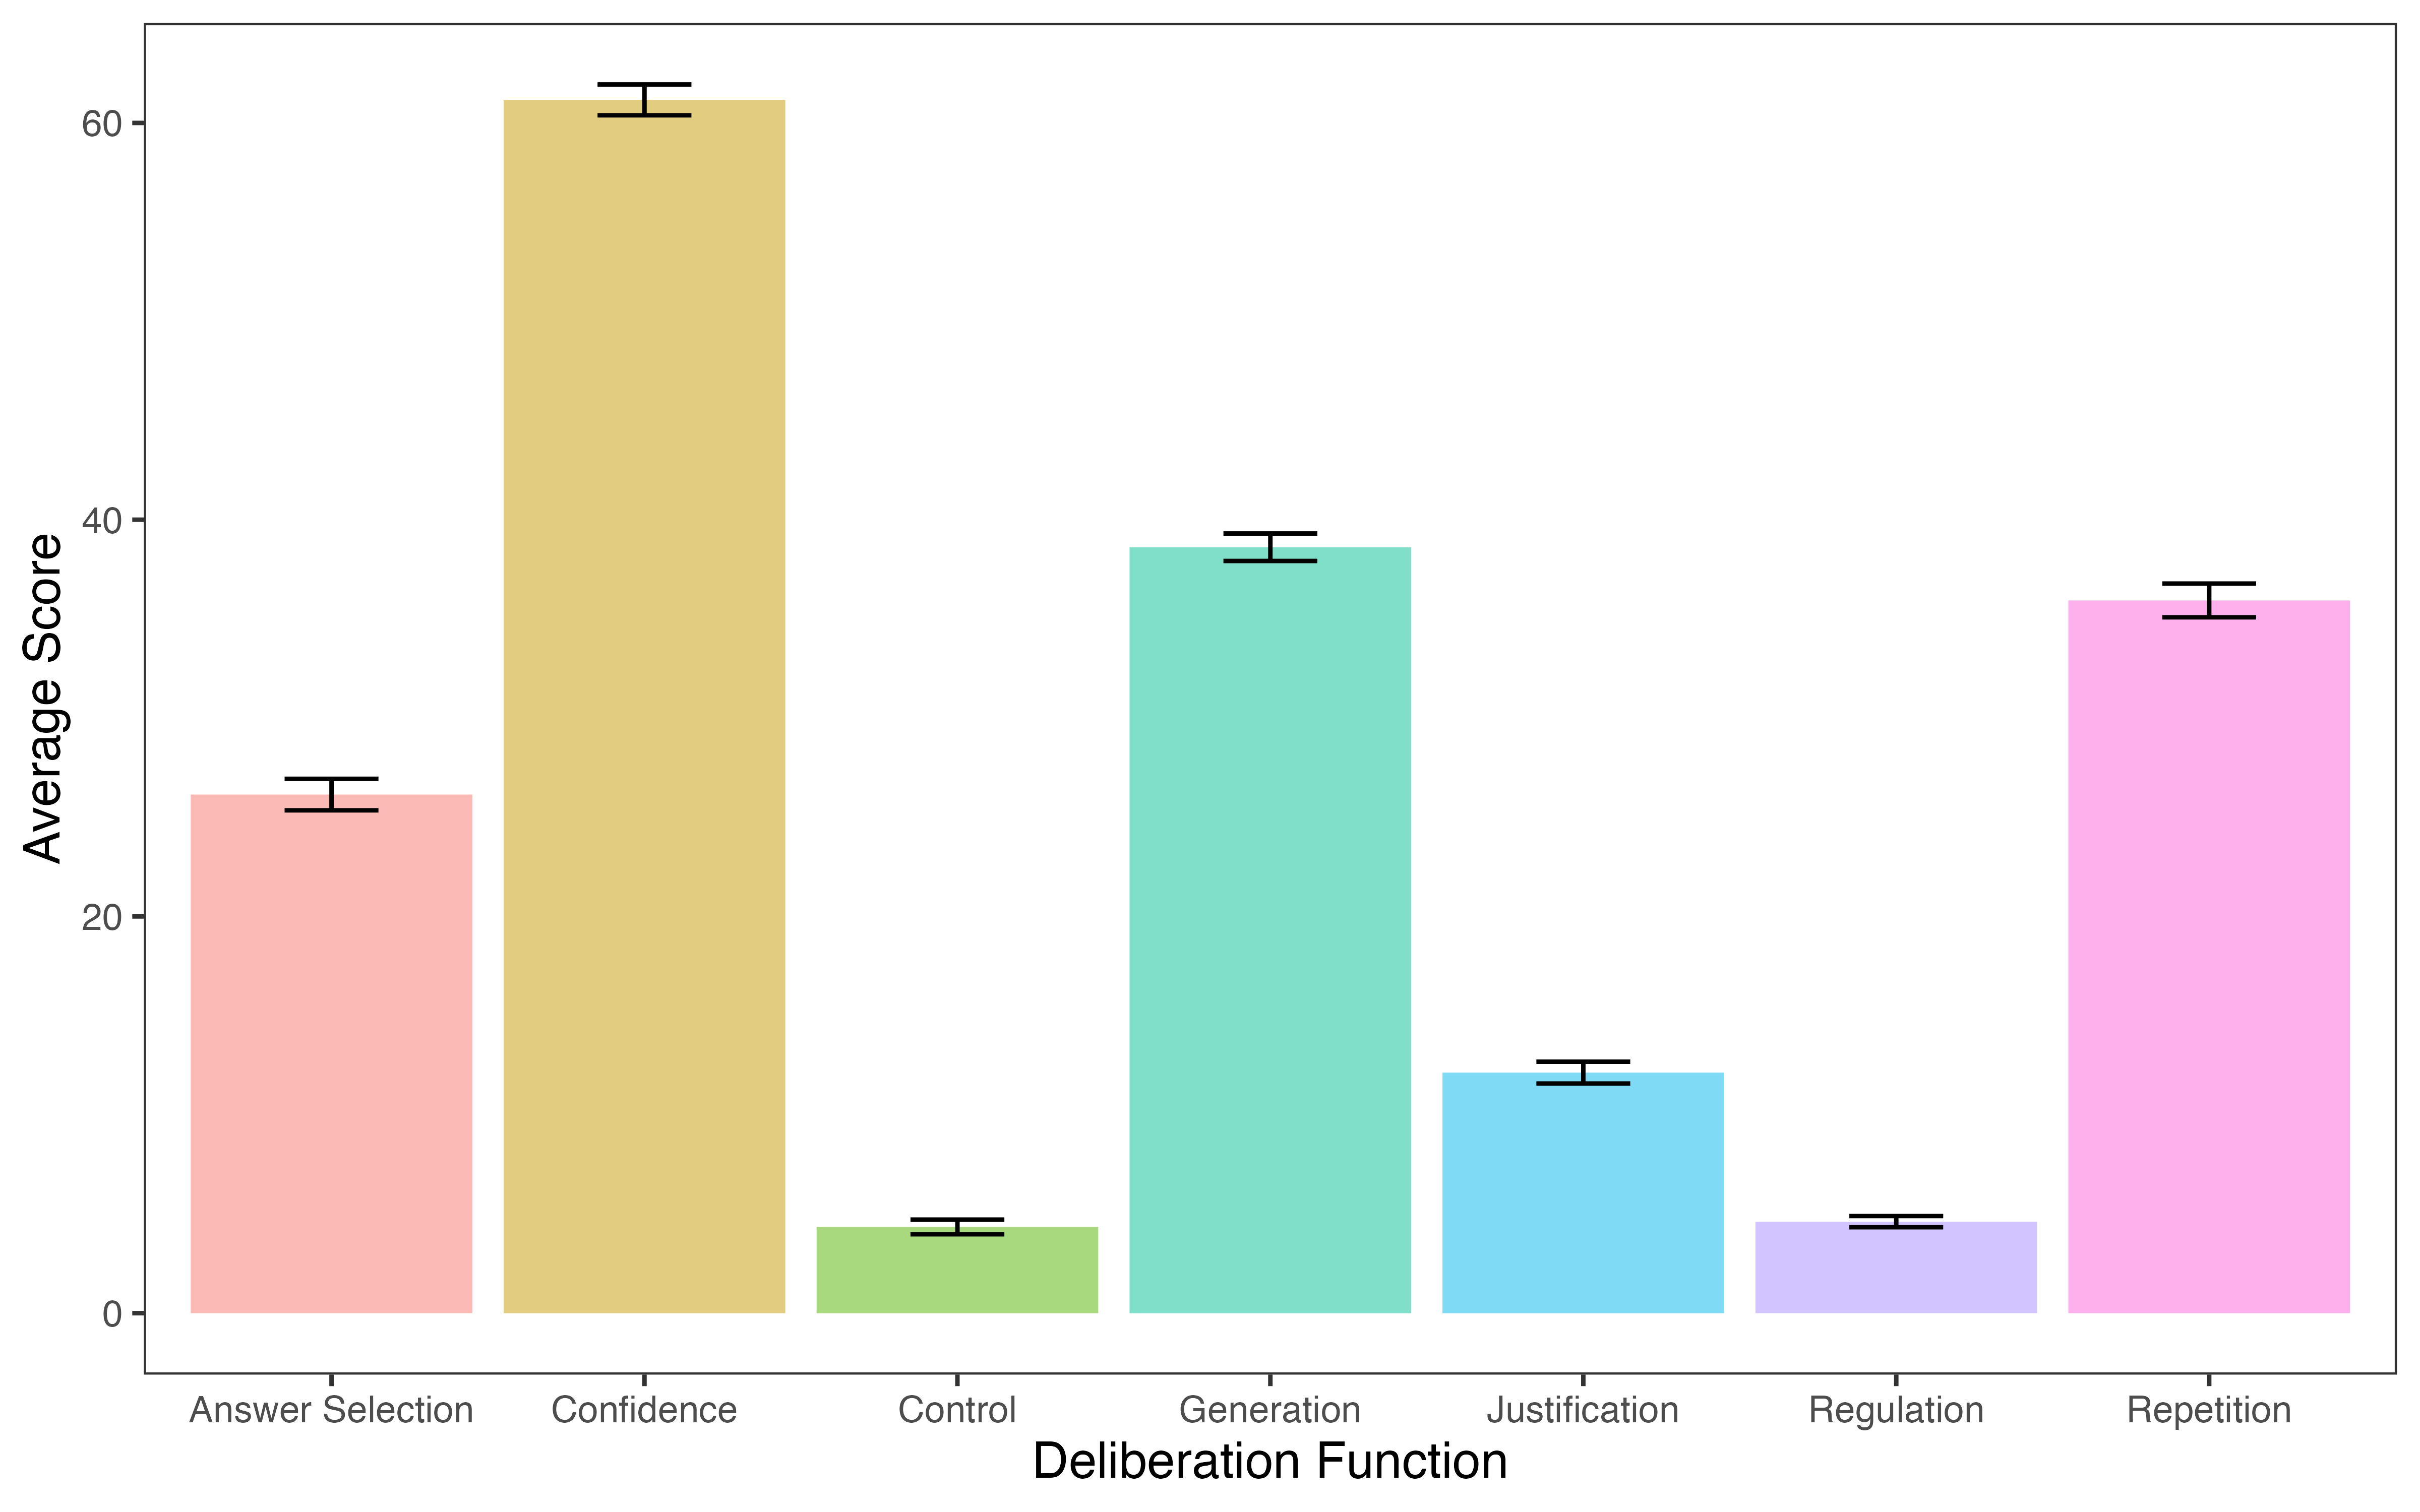 60
40
20
0
Average Score
Answer Selection
Confidence
Control
Generation
Justification
Regulation
Repetition
Deliberation Function